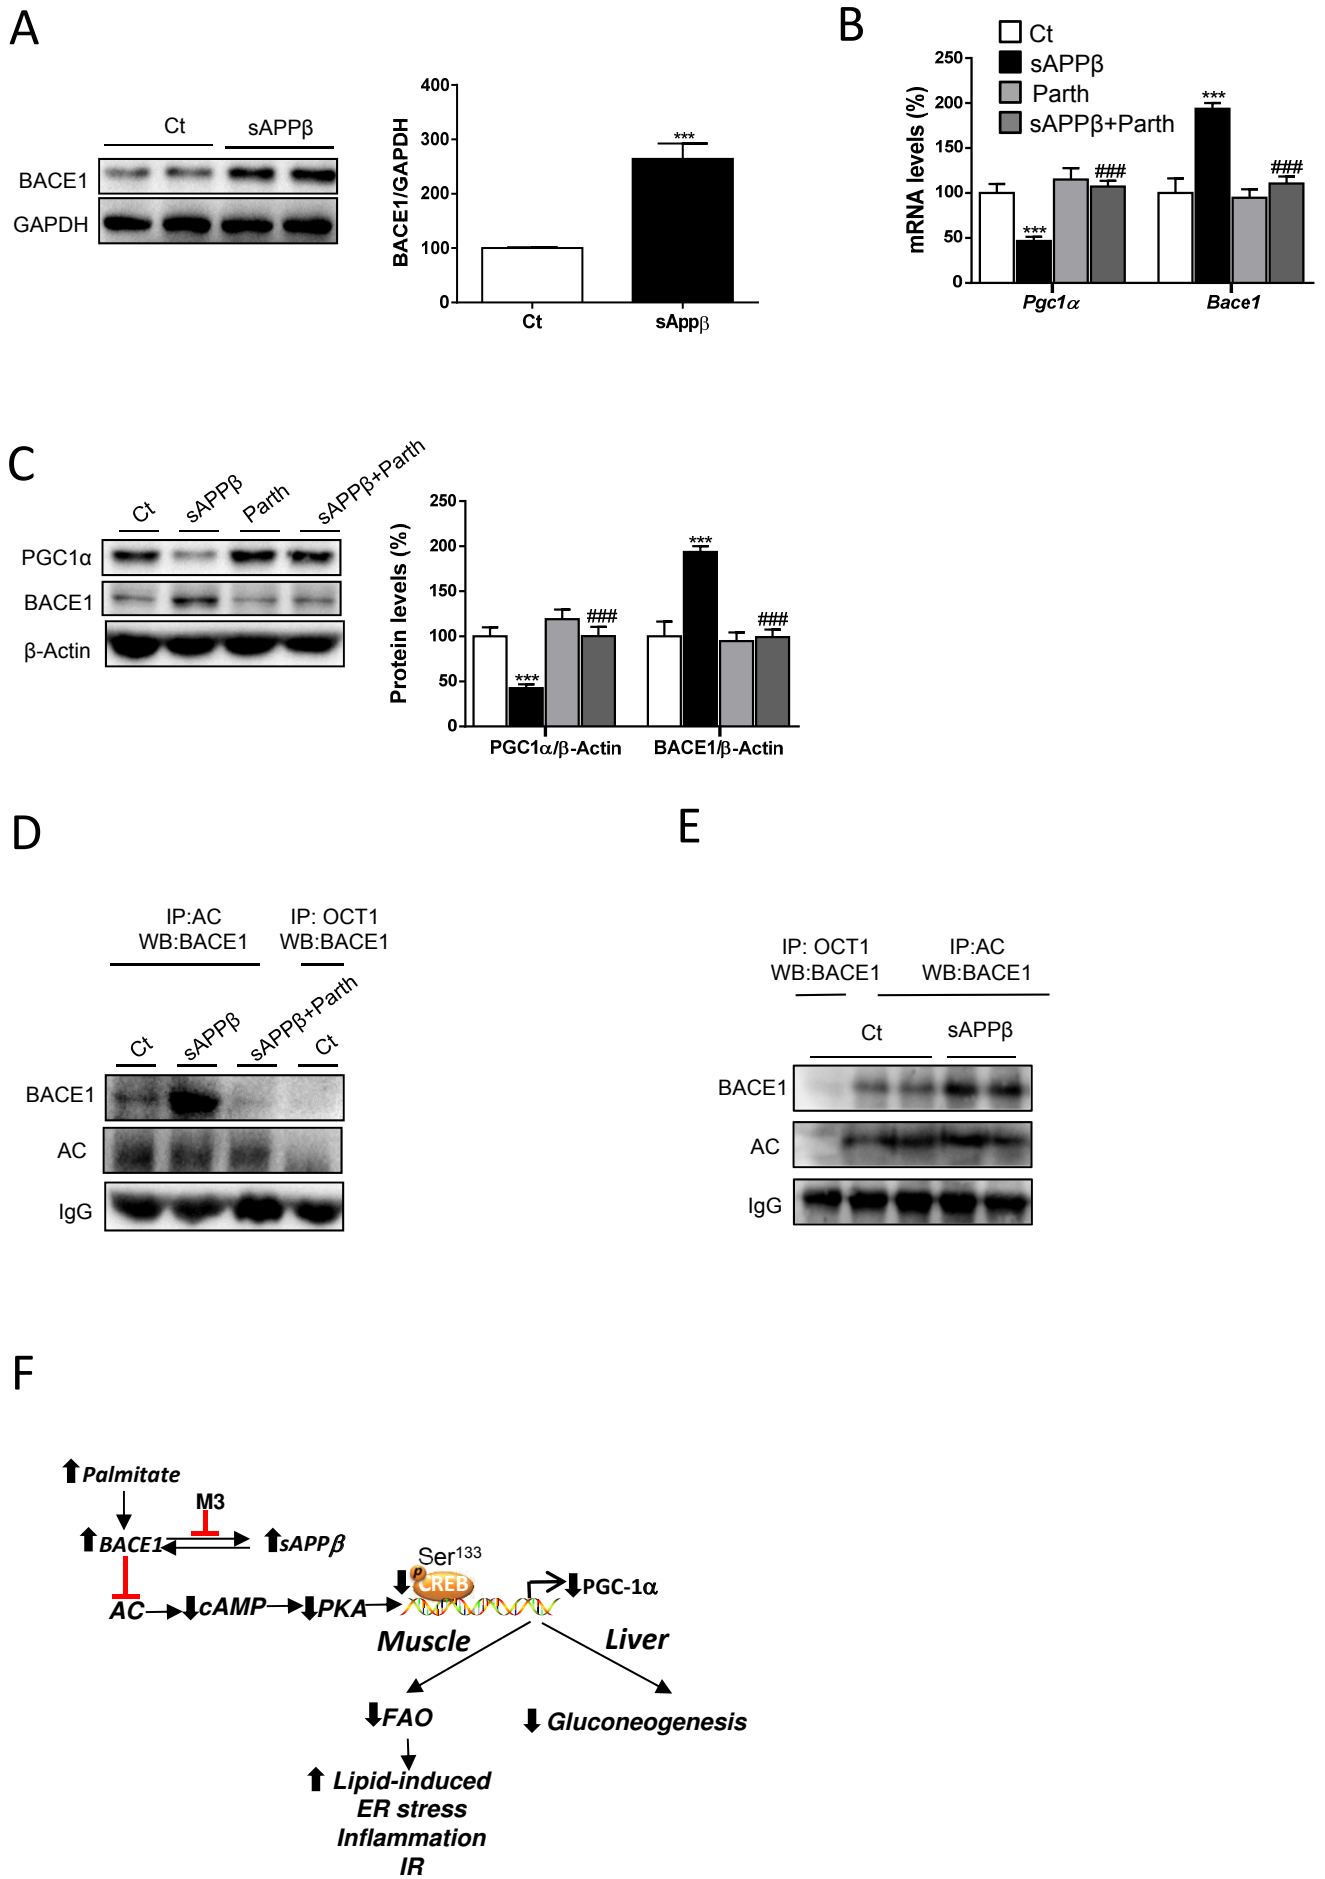 A
Ct
sAPPβ
BACE1
GAPDH
BACE1/GAPDH
400
300
200
100
0
***
Ct
sAppβ
B
Ct
sAPPβ
Parth
sAPPβ+Parth
mRNA levels (%)
250
200
150
100
50
0
***
###
***
###
Pgc1α
Bace1
C
Ct
sAPPβ
Parth
sAPPβ+Parth
PGC1α
BACE1
β-Actin
Protein levels (%)
250
200
150
100
50
0
***
###
***
###
PGC1α/β-Actin
BACE1/β-Actin
D
IP:AC
WB:BACE1
IP: OCT1
WB:BACE1
Ct
sAPPβ
sAPPβ+Parth
Ct
BACE1
AC
IgG
E
IP: OCT1
WB:BACE1
IP:AC
WB:BACE1
Ct
sAPPβ
BACE1
AC
IgG
F
Palmitate
M3
BACE1
sAPPβ
Ser133
P
CREB
PGC-1α
AC
cAMP
PKA
Muscle
Liver
FAO
Gluconeogenesis
Lipid-induced
ER stress
Inflammation
IR